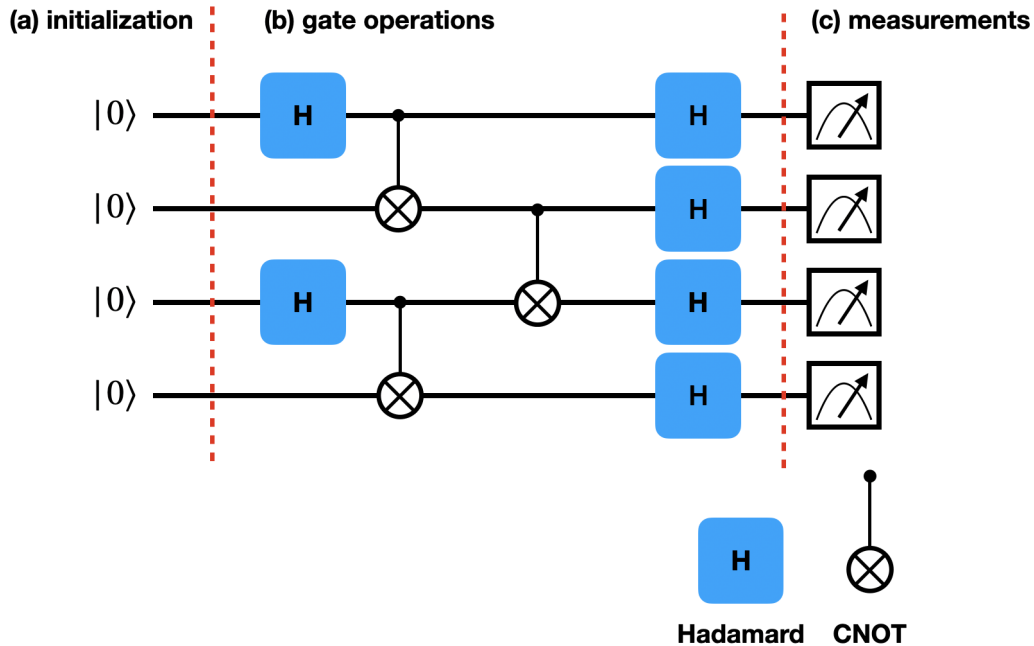 (a) initialization (b) gate operations (c) measurements
|0⟩ H H
|0⟩ H
|0⟩ H H
|0⟩ H
H
Hadamard CNOT